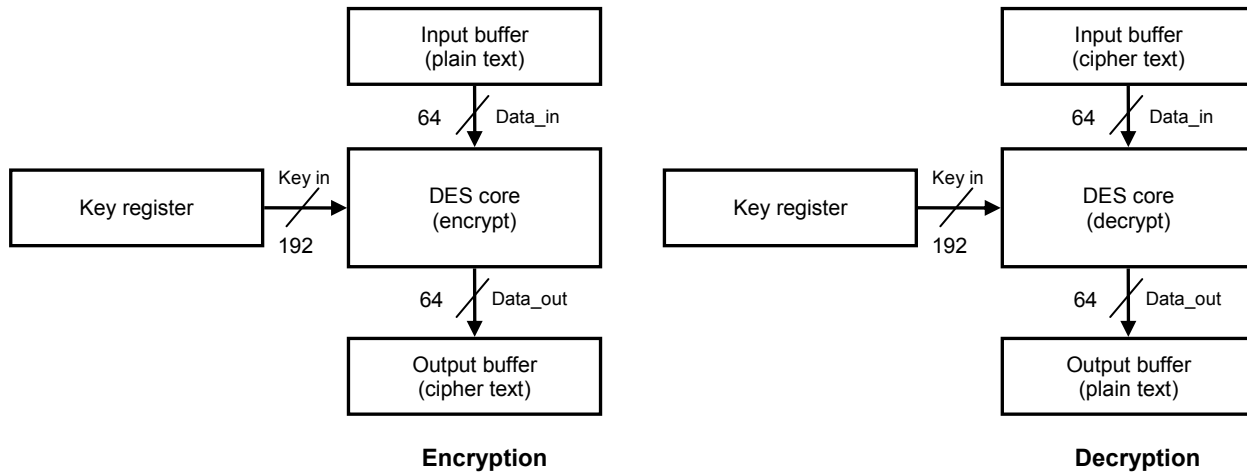 Input buffer
(plain text)
64
Data_in
Key register
Key in
192
DES core
(encrypt)
64
Data_out
Output buffer
(cipher text)
Encryption
Input buffer
(cipher text)
64
Data_in
Key register
Key in
192
DES core
(decrypt)
64
Data_out
Output buffer
(plain text)
Decryption